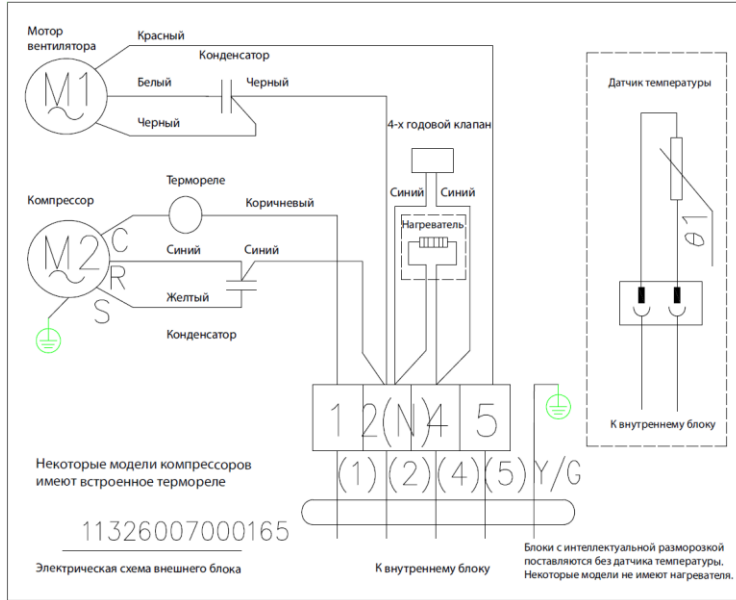 Мотор
вентилятора
Красный
Конденсатор
Белый
Черный
Черный
M1
Датчик температуры
4-х годовой клапан
Термореле
Компрессор
Коричневый
Синий
Синий
Нагреватель
M2
C
R
S
Синий
Синий
Желтый
Конденсатор
θ1
1 2(N) 4 5
К внутреннему блоку
(1) (2) (4) (5) Y/G
Некоторые модели компрессоров
имеют встроенное термореле
11326007000165
Электрическая схема внешнего блока
К внутреннему блоку
Блоки с интеллектуальной разморозкой
поставляются без датчика температуры.
Некоторые модели не имеют нагревателя.